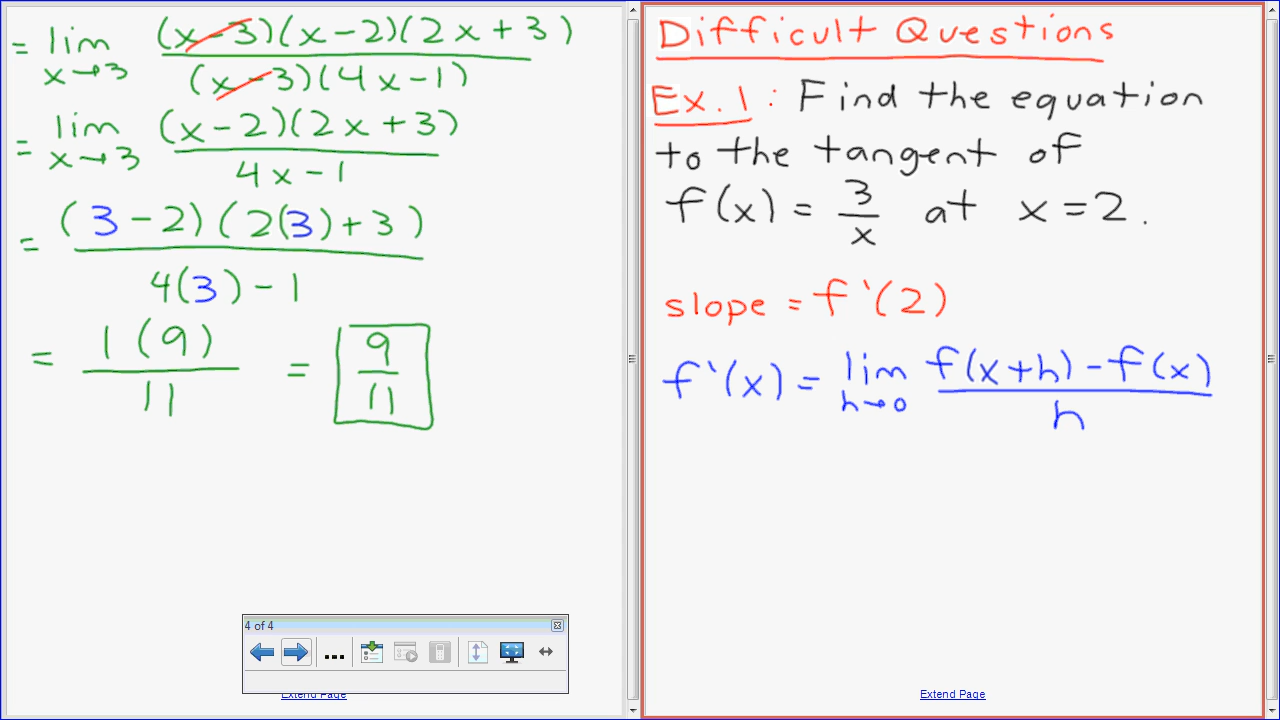 = lim x→3 (x-3)(x-2)(2x+3) / (x-3)(4x-1)
= lim x→3 (x-2)(2x+3) / 4x-1
= (3-2)(2(3)+3) / 4(3)-1
= 1(9) / 11 = 9/11
4 of 4
Extend Page
Difficult Questions
Ex.1: Find the equation
to the tangent of
f(x) = 3/x at x=2.
slope = f'(2)
f'(x) = lim h→0 f(x+h)-f(x) / h
Extend Page